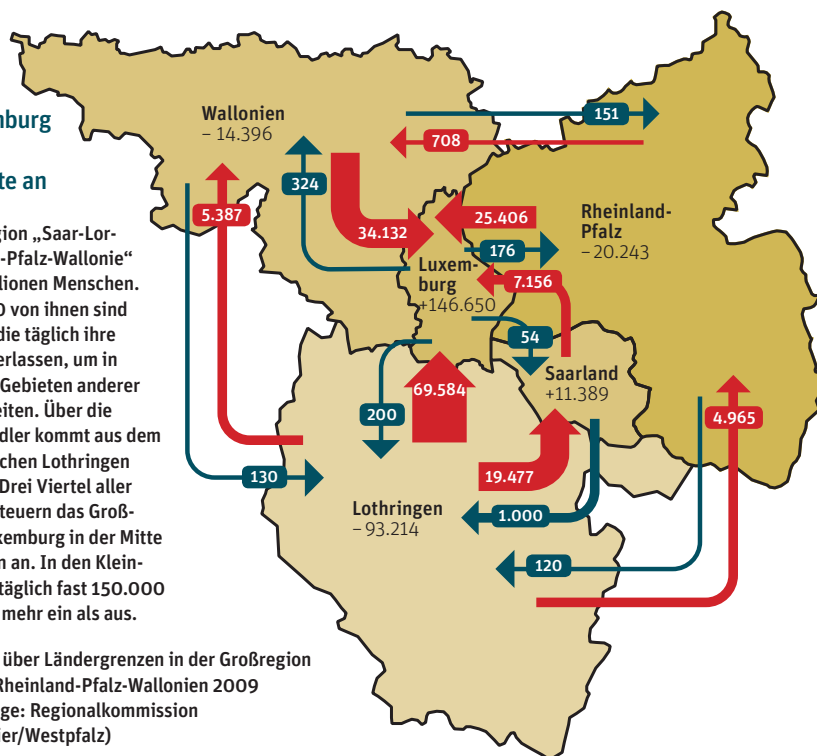 nburg
te an
gion „Saar-Lor-
-Pfalz-Wallonie“
lionen Menschen.
0 von ihnen sind
die täglich ihre
erlassen, um in
Gebieten anderer
eiten. Über die
dler kommt aus dem
chen Lothringen
Drei Viertel aller
teuern das Groß-
xemburg in der Mitte
n an. In den Klein-
täglich fast 150.000
mehr ein als aus.
über Ländergrenzen in der Großregion
Rheinland-Pfalz-Wallonien 2009
ge: Regionalkommission
ier/Westpfalz)
Wallonien
– 14.396
151
708
324
5.387
34.132
25.406
Rheinland-
Pfalz
– 20.243
176
Luxem-
burg
+146.650
7.156
54
Saarland
+11.389
69.584
200
4.965
130
19.477
Lothringen
– 93.214
1.000
120